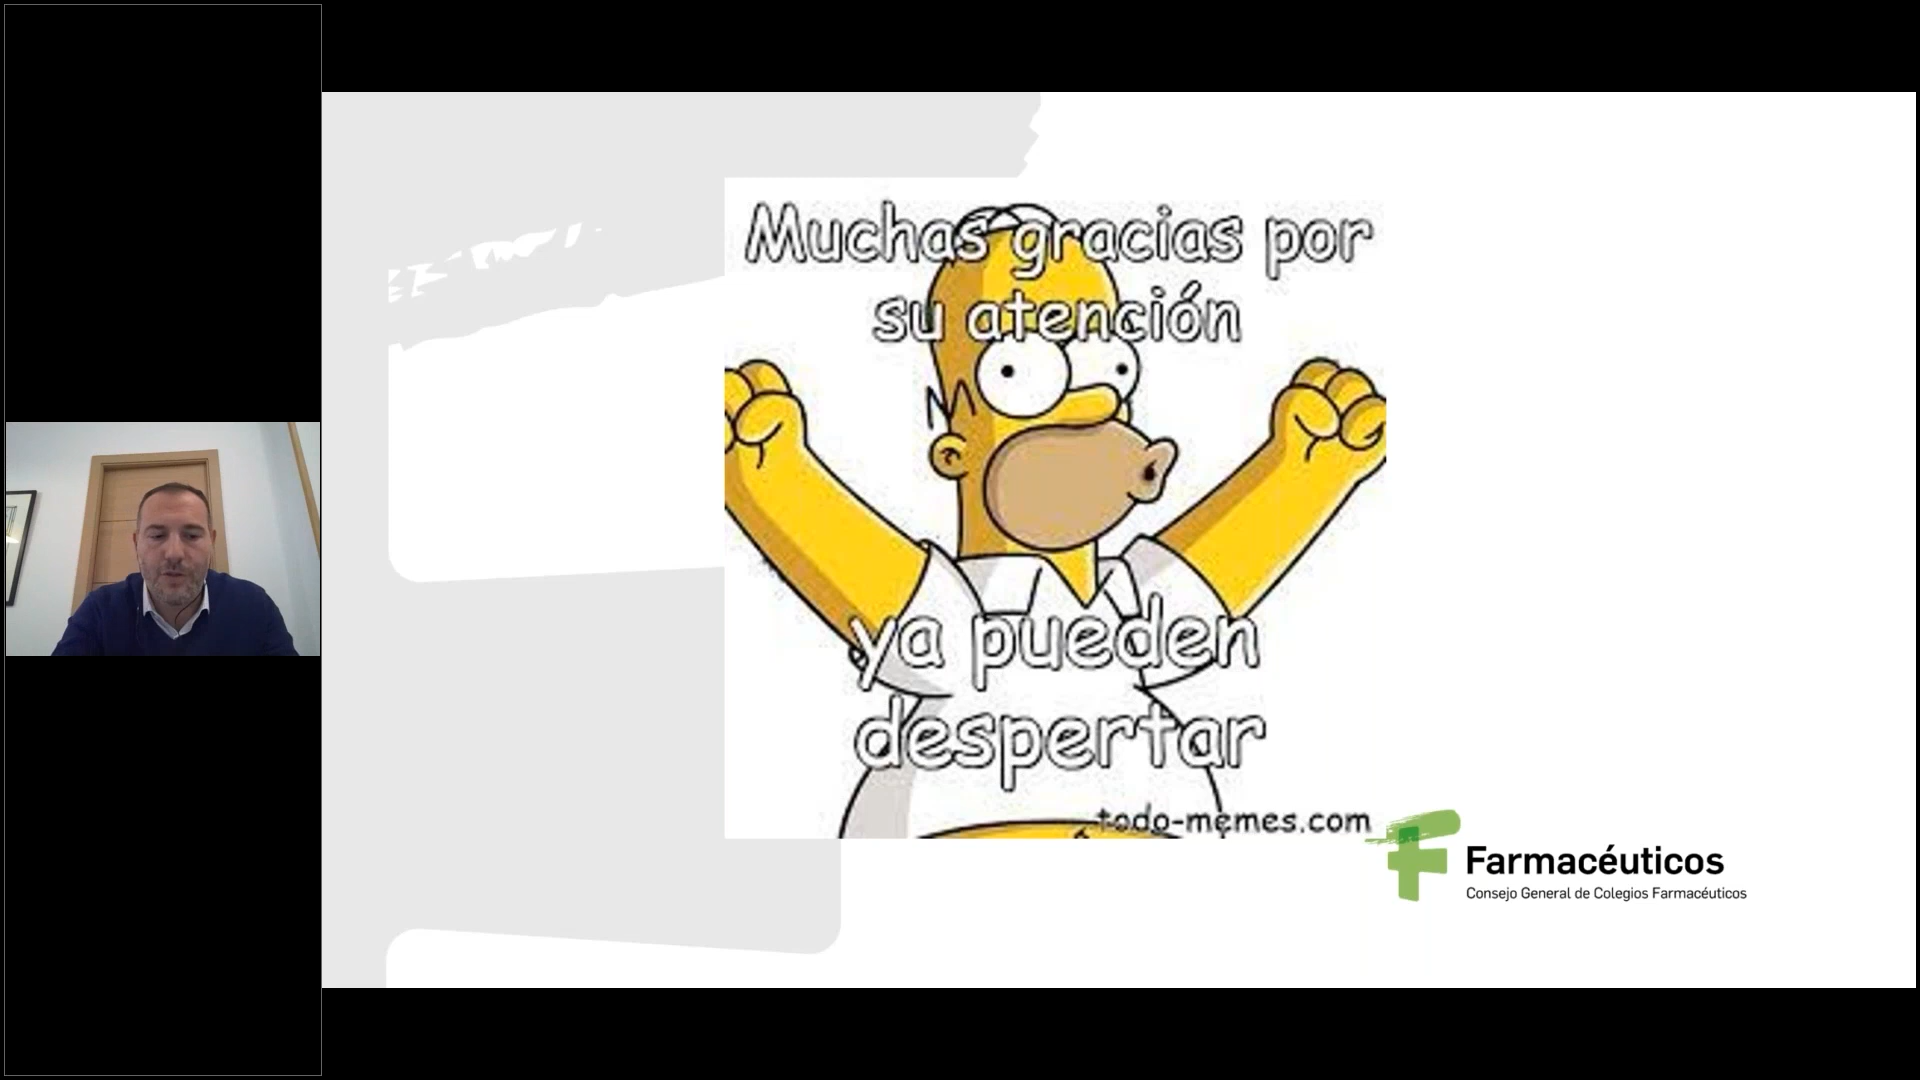 Muchas gracias por
su atención
ya pueden
despertar
todo-memes.com
Farmacéuticos
Consejo General de Colegios Farmacéuticos